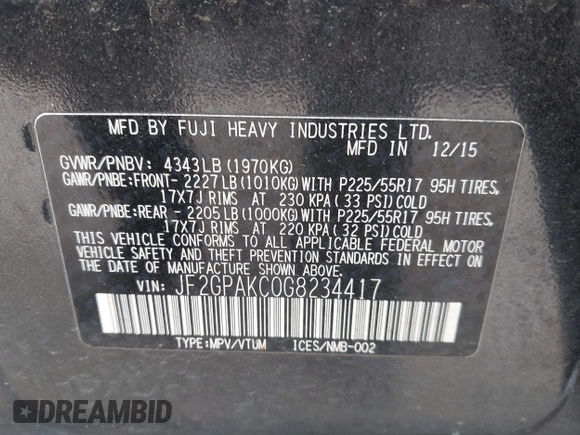 MFD BY FUJI HEAVY INDUSTRIES LTD.
MFD IN 12/15
GVWR/PNBV: 4343LB(1970KG)
GAWR/PNBE:FRONT- 2227LB(1010KG)WITH P225/55R17 95H TIRES,
17X7J RIMS AT 230 KPA(33 PSI)COLD
GAWR/PNBE:REAR - 2205LB(1000KG)WITH P225/55R17 95H TIRES,
17X7J RIMS AT 220 KPA(32 PSI)COLD
THIS VEHICLE CONFORMS TO ALL APPLICABLE FEDERAL MOTOR
VEHICLE SAFETY AND THEFT PREVENTION STANDARDS IN EFFECT
ON THE DATE OF MANUFACTURE SHOWN ABOVE.
VIN: JF2GPAKC0G8234417
TYPE:MPV/VTUM ICES/NMB-002
DREAMBID